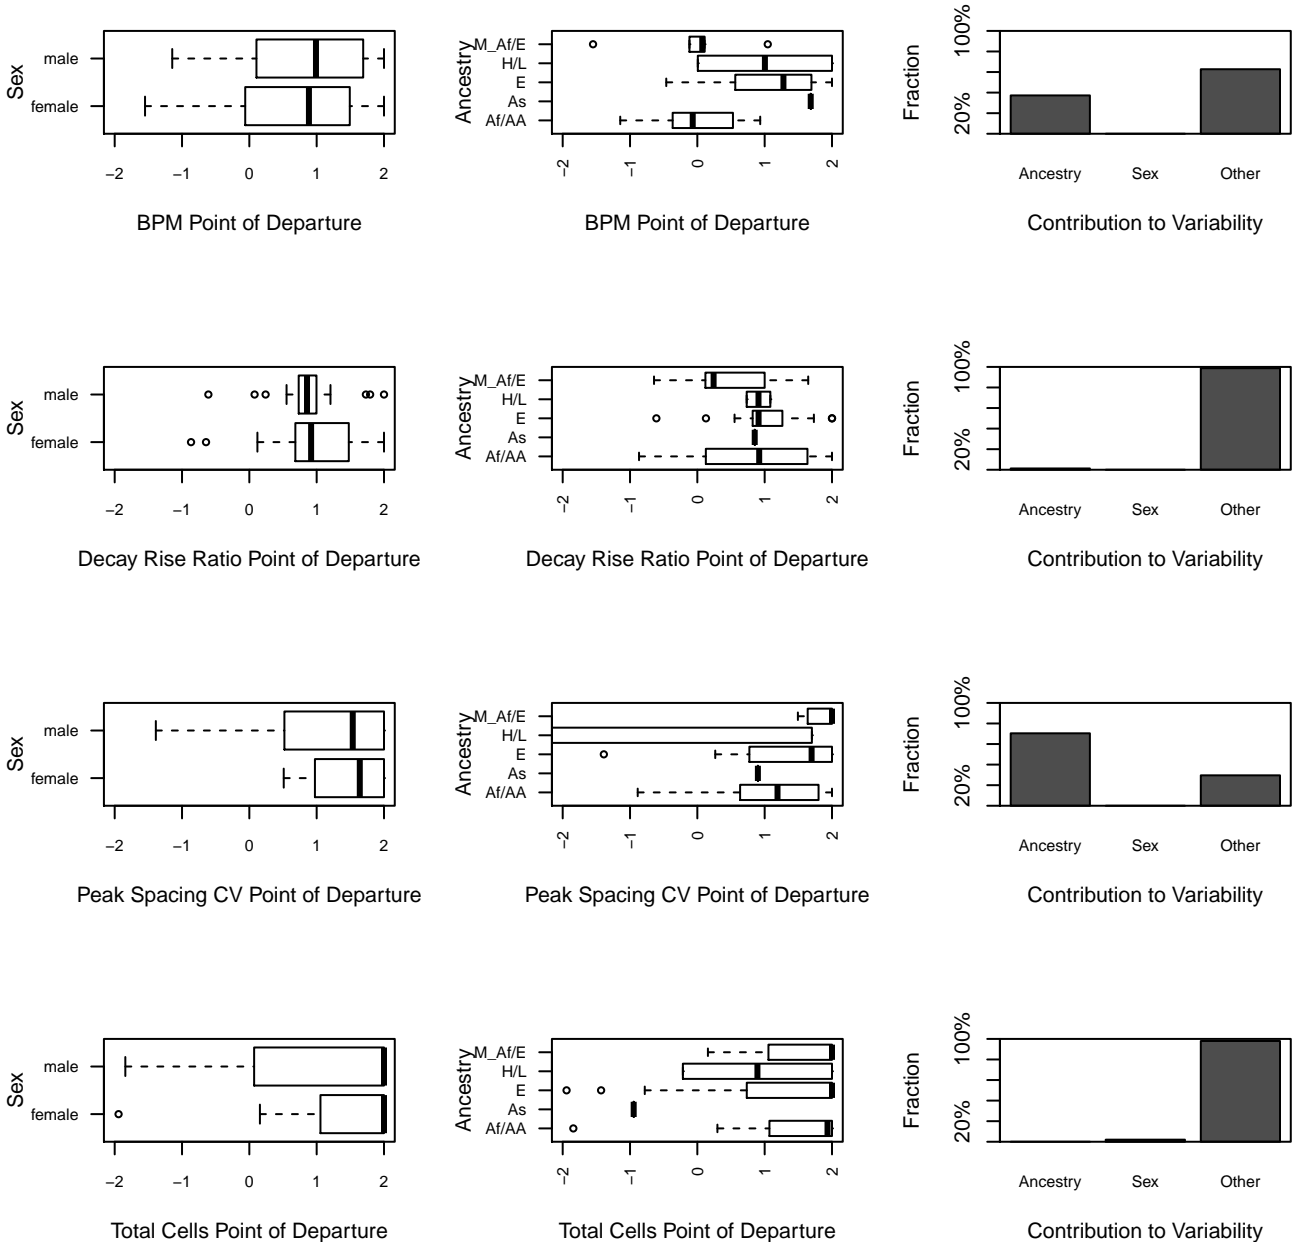 Sex
male
female
−2 −1 0 1 2
BPM Point of Departure
Ancestry
M_Af/E
H/L
E
As
Af/AA
−2 −1 0 1 2
BPM Point of Departure
Fraction
20% 100%
Ancestry Sex Other
Contribution to Variability
Sex
male
female
−2 −1 0 1 2
Decay Rise Ratio Point of Departure
Ancestry
M_Af/E
H/L
E
As
Af/AA
−2 −1 0 1 2
Decay Rise Ratio Point of Departure
Fraction
20% 100%
Ancestry Sex Other
Contribution to Variability
Sex
male
female
−2 −1 0 1 2
Peak Spacing CV Point of Departure
Ancestry
M_Af/E
H/L
E
As
Af/AA
−2 −1 0 1 2
Peak Spacing CV Point of Departure
Fraction
20% 100%
Ancestry Sex Other
Contribution to Variability
Sex
male
female
−2 −1 0 1 2
Total Cells Point of Departure
Ancestry
M_Af/E
H/L
E
As
Af/AA
−2 −1 0 1 2
Total Cells Point of Departure
Fraction
20% 100%
Ancestry Sex Other
Contribution to Variability